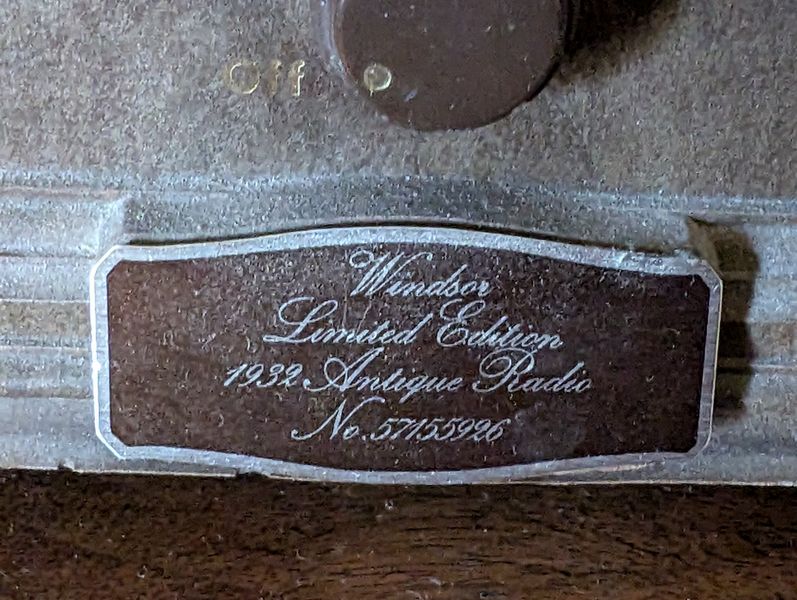 Off
Windsor
Limited Edition
1932 Antique Radio
No. 57155926